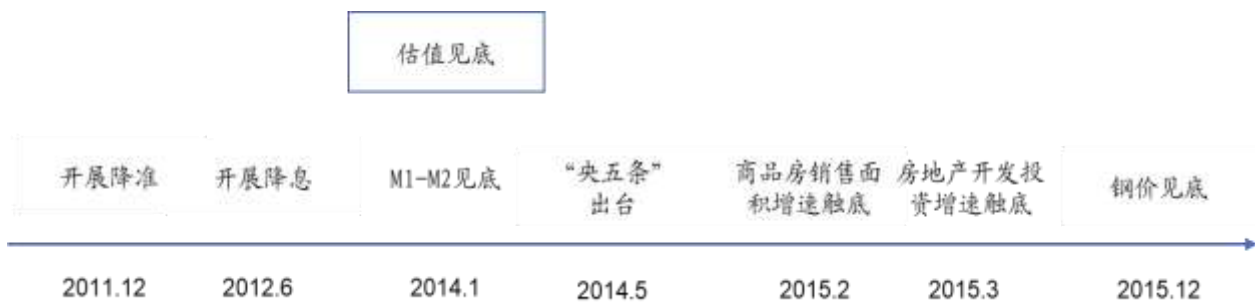 估值见底
开展降准
开展降息
M1-M2见底
“央五条”
出台
商品房销售面
积增速触底
房地产开发投
资增速触底
钢价见底
2011.12
2012.6
2014.1
2014.5
2015.2
2015.3
2015.12